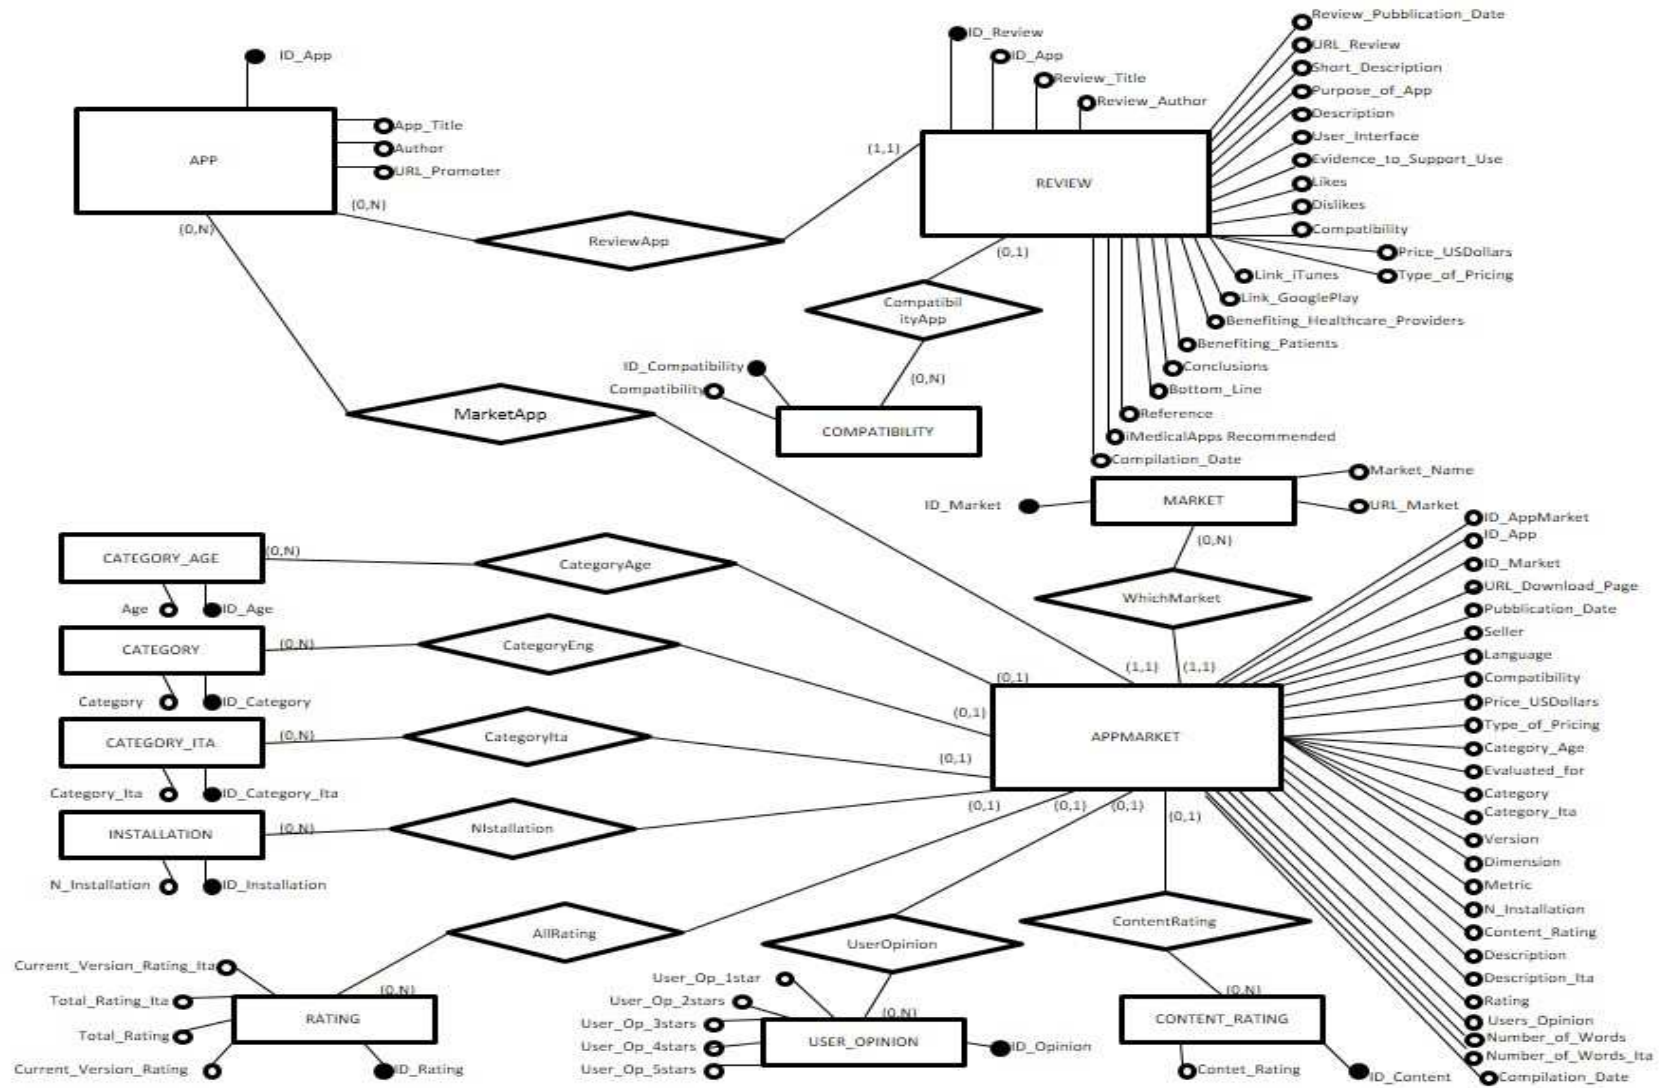 ID_App
APP
App_Title
Author
URL_Promoter
(0,N)
(0,N)
ReviewApp
(1,1)
ID_Review
ID_App
Review_Title
Review_Author
REVIEW
Review_Pubblication_Date
URL_Review
Short_Description
Purpose_of_App
Description
User_Interface
Evidence_to_Support_Use
Likes
Dislikes
Compatibility
Price_USDollars
Type_of_Pricing
Link_iTunes
Link_GooglePlay
Benefiting_Healthcare_Providers
Benefiting_Patients
Conclusions
Bottom_Line
Reference
iMedicalApps Recommended
Compilation_Date
(0,1)
Compatibil
ityApp
(0,N)
ID_Compatibility
Compatibility
COMPATIBILITY
MarketApp
ID_Market
MARKET
Market_Name
URL_Market
(0,N)
WhichMarket
(1,1)
(1,1)
CATEGORY_AGE
(0,N)
CategoryAge
(0,1)
Age
ID_Age
CATEGORY
(0,N)
CategoryEng
(0,1)
Category
ID_Category
CATEGORY_ITA
(0,N)
CategoryIta
(0,1)
Category_Ita
ID_Category_Ita
INSTALLATION
(0,N)
NIstallation
(0,1)
N_Installation
ID_Installation
APPMARKET
ID_AppMarket
ID_App
ID_Market
URL_Download_Page
Pubblication_Date
Seller
Language
Compatibility
Price_USDollars
Type_of_Pricing
Category_Age
Evaluated_for
Category
Category_Ita
Version
Dimension
Metric
N_Installation
Content_Rating
Description
Description_Ita
Rating
Users_Opinion
Number_of_Words
Number_of_Words_Ita
Compilation_Date
(0,1)
(0,1)
(0,1)
AllRating
UserOpinion
ContentRating
Current_Version_Rating_Ita
Total_Rating_Ita
Total_Rating
Current_Version_Rating
(0,N)
RATING
ID_Rating
User_Op_1star
User_Op_2stars
User_Op_3stars
User_Op_4stars
User_Op_5stars
(0,N)
USER_OPINION
ID_Opinion
(0,N)
CONTENT_RATING
Contet_Rating
ID_Content